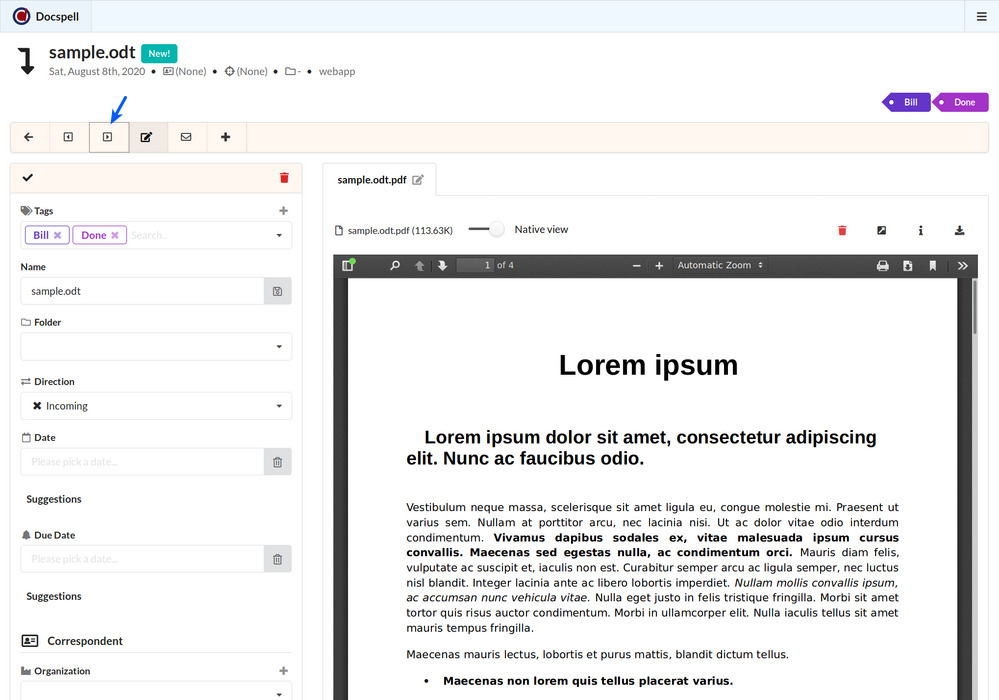 Docspell
sample.odt New!
Sat, August 8th, 2020 • (None) • (None) • - • webapp
Bill Done
sample.odt.pdf
Tags
Bill Done Search...
Name
sample.odt
Folder
Direction
Incoming
Date
Please pick a date...
Suggestions
Due Date
Please pick a date...
Suggestions
Correspondent
Organization
sample.odt.pdf (113.63K) Native view
1 of 4 Automatic Zoom
Lorem ipsum
Lorem ipsum dolor sit amet, consectetur adipiscing
elit. Nunc ac faucibus odio.
Vestibulum neque massa, scelerisque sit amet ligula eu, congue molestie mi. Praesent ut
varius sem. Nullam at porttitor arcu, nec lacinia nisi. Ut ac dolor vitae odio interdum
condimentum. Vivamus dapibus sodales ex, vitae malesuada ipsum cursus
convallis. Maecenas sed egestas nulla, ac condimentum orci. Mauris diam felis,
vulputate ac suscipit et, iaculis non est. Curabitur semper arcu ac ligula semper, nec luctus
nisl blandit. Integer lacinia ante ac libero lobortis imperdiet. Nullam mollis convallis ipsum,
ac accumsan nunc vehicula vitae. Nulla eget justo in felis tristique fringilla. Morbi sit amet
tortor quis risus auctor condimentum. Morbi in ullamcorper elit. Nulla iaculis tellus sit amet
mauris tempus fringilla.
Maecenas mauris lectus, lobortis et purus mattis, blandit dictum tellus.
• Maecenas non lorem quis tellus placerat varius.